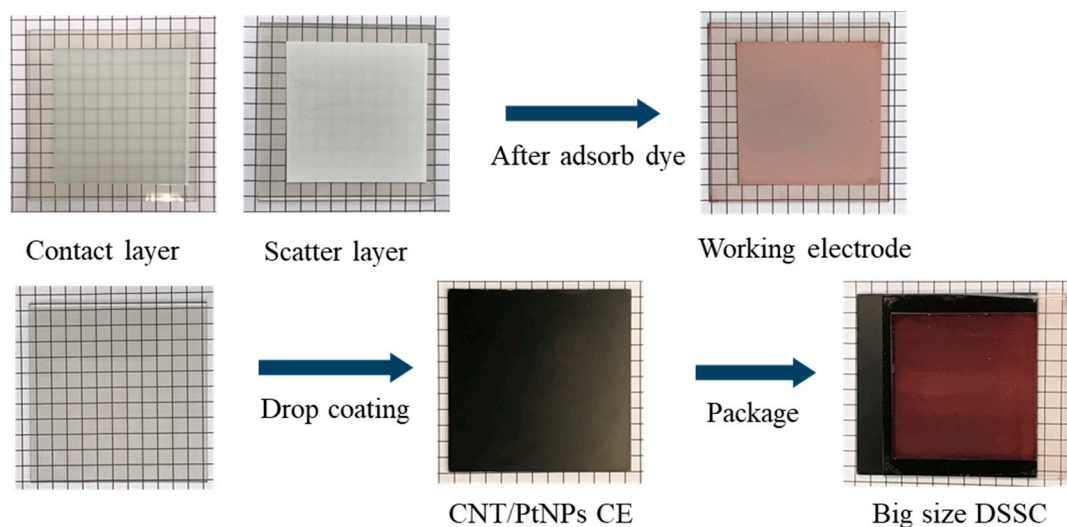 After adsorb dye
Contact layer
Scatter layer
Working electrode
Drop coating
Package
CNT/PtNPs CE
Big size DSSC